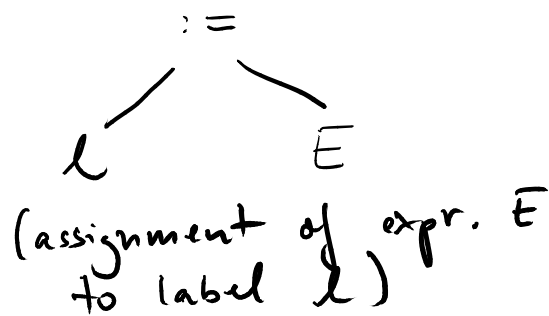 :=
l E
(assignment of expr. E
to label l)